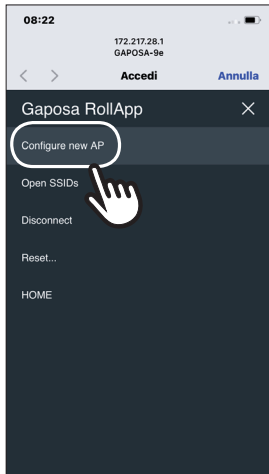 08:22
172.217.28.1
GAPOSA-9e
Accedi Annulla
Gaposa RollApp
Configure new AP
Open SSIDs
Disconnect
Reset...
HOME